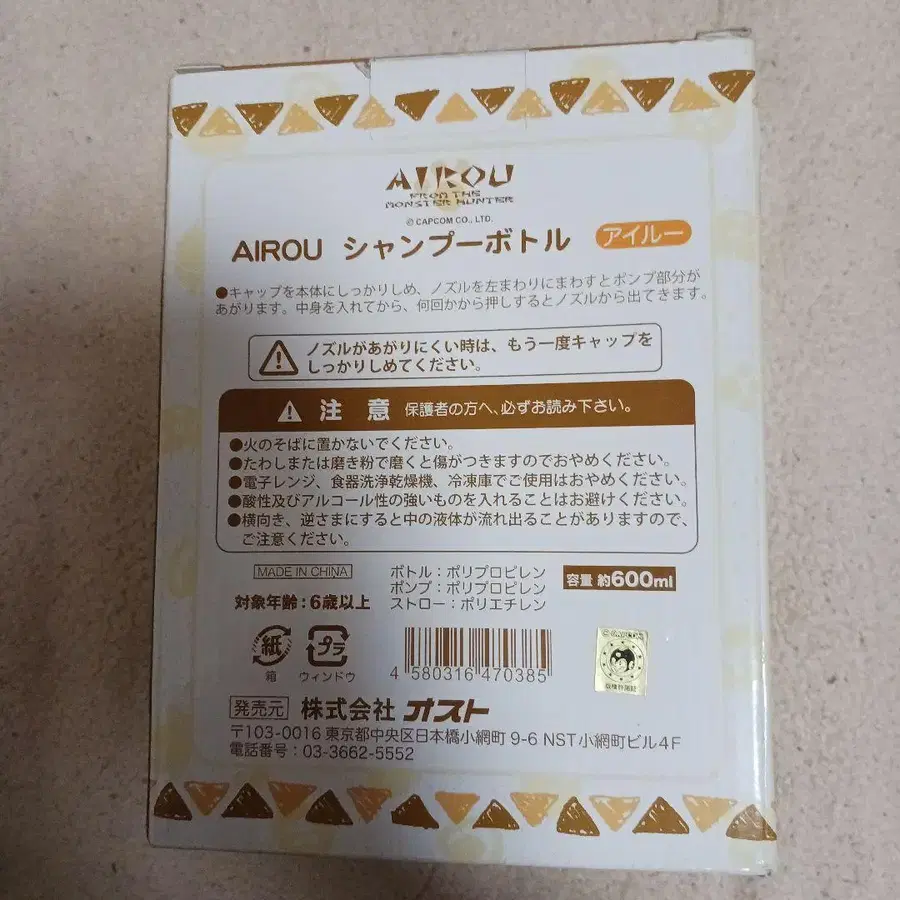 AIROU
FROM THE
MONSTER HUNTER
© CAPCOM CO., LTD.
AIROU シャンプーボトル アイルー
●キャップを本体にしっかりしめ、ノズルを左まわりにまわすとポンプ部分が
あがります。中身を入れてから、何回かから押しするとノズルから出てきます。
ノズルがあがりにくい時は、もう一度キャップを
しっかりしめてください。
注意 保護者の方へ、必ずお読み下さい。
●火のそばに置かないでください。
●たわしまたは磨き粉で磨くと傷がつきますのでおやめください。
●電子レンジ、食器洗浄乾燥機、冷凍庫でご使用はおやめください。
●酸性及びアルコール性の強いものを入れることはお避けください。
●横向き、逆さまにすると中の液体が流れ出ることがありますので、
ご注意ください。
MADE IN CHINA
対象年齢:6歳以上
ボトル:ポリプロピレン
ポンプ:ポリプロピレン
ストロー:ポリエチレン
容量 約600ml
紙
箱
プラ
ウィンドウ
4 580316 470385
© CAPCOM
発売元 株式会社 オスト
〒103-0016 東京都中央区日本橋小網町 9-6 NST小網町ビル4F
電話番号:03-3662-5552